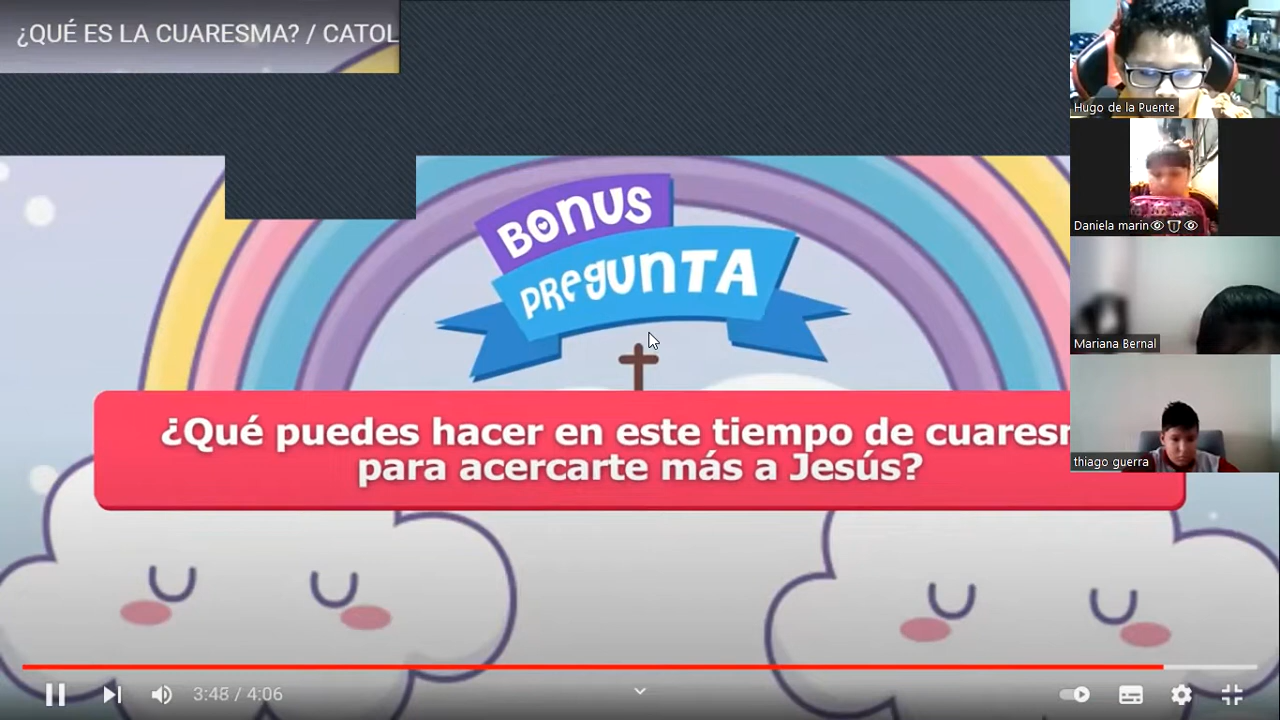 ¿QUÉ ES LA CUARESMA? / CATOL
Hugo de la Puente
Daniela marin
Mariana Bernal
thiago guerra
BONUS
PREGUNTA
¿Qué puedes hacer en este tiempo de cuaresm
para acercarte más a Jesús?
3:48 / 4:06